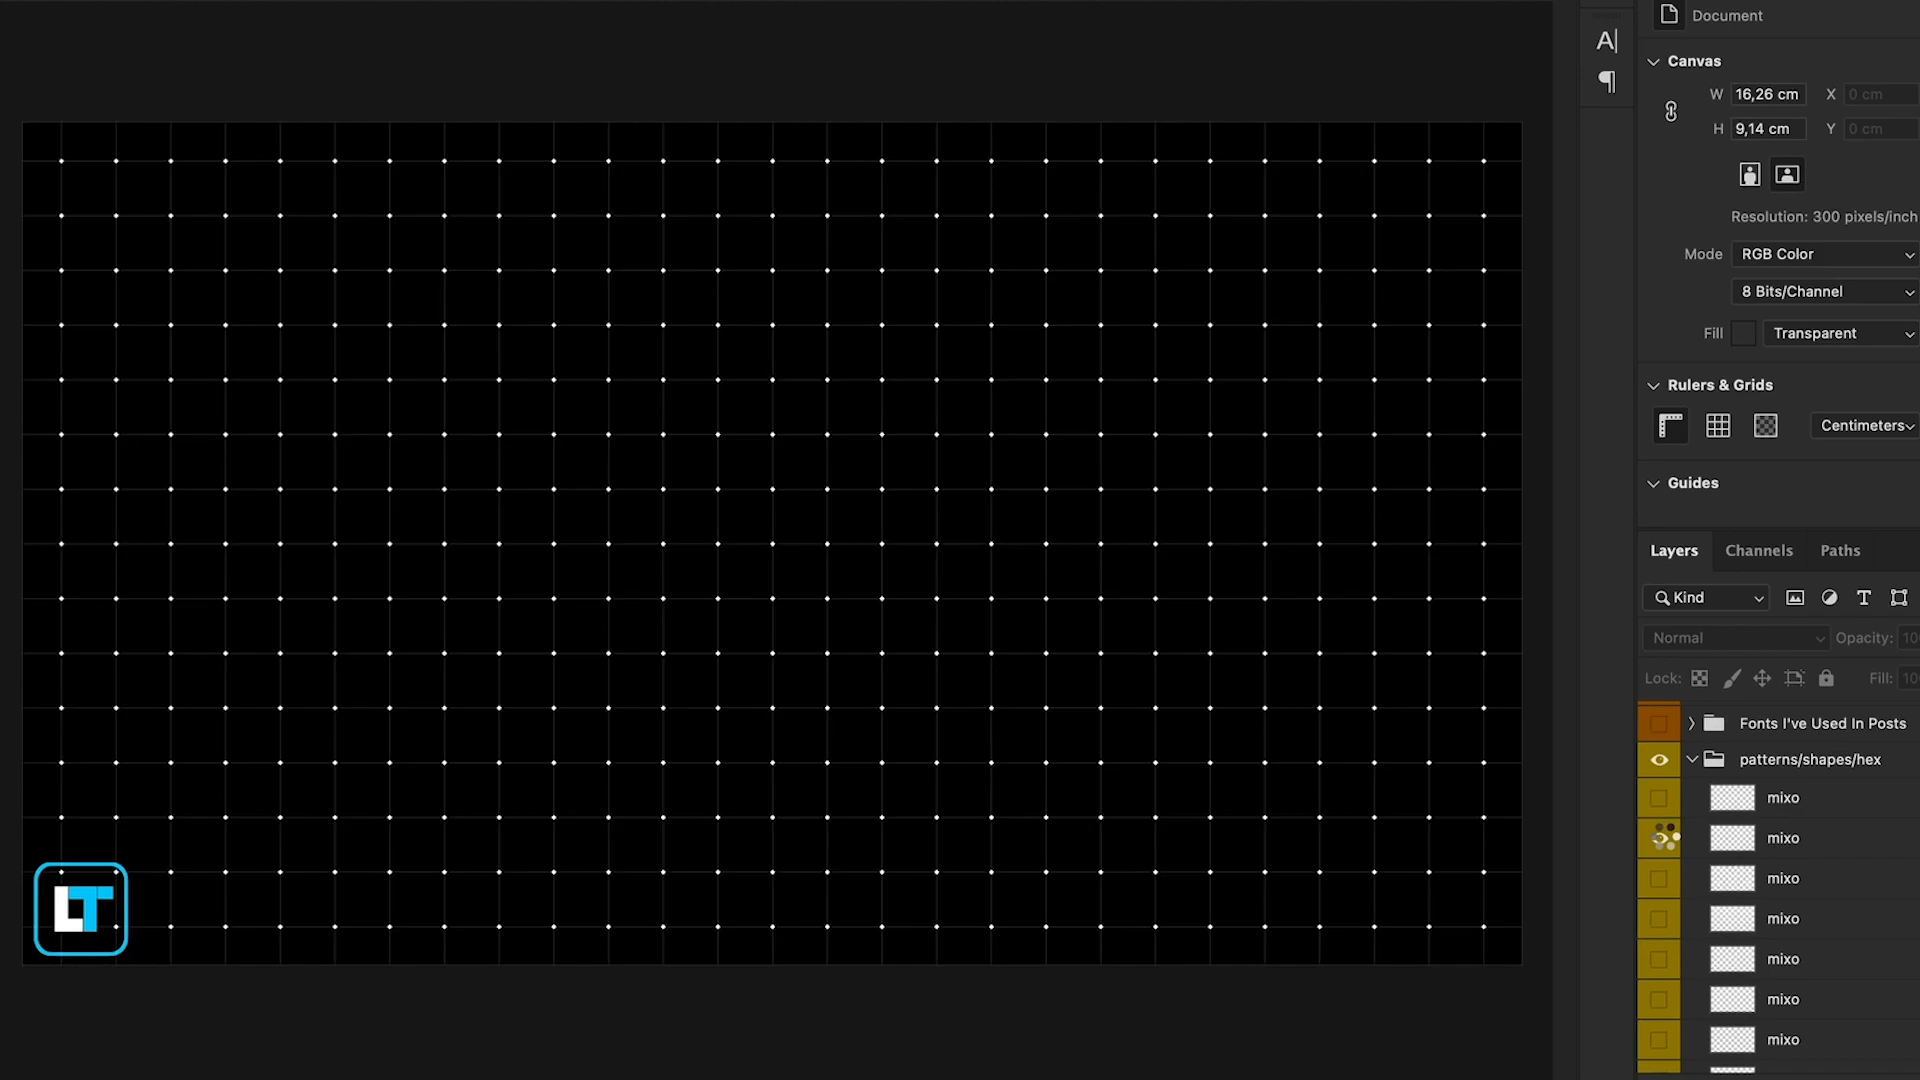 Document
A|
¶
Canvas
W 16,26 cm X 0 cm
H 9,14 cm Y 0 cm
Resolution: 300 pixels/inch
Mode RGB Color
8 Bits/Channel
Fill Transparent
Rulers & Grids
Centimeters
Guides
Layers Channels Paths
Kind T
Normal Opacity: 10
Lock: Fill: 10
Fonts I've Used In Posts
patterns/shapes/hex
mixo
mixo
mixo
mixo
mixo
mixo
mixo
LT